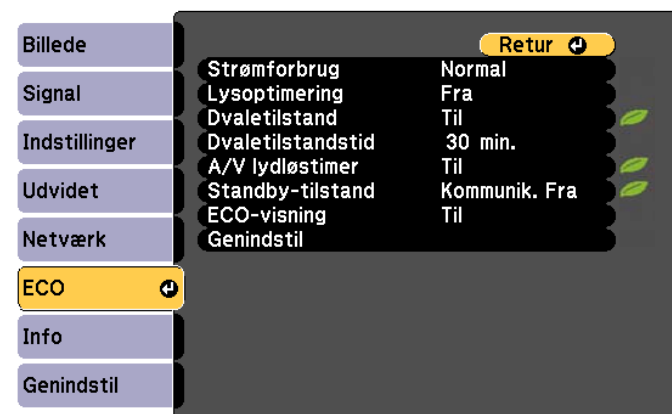 Billede
Signal
Indstillinger
Udvidet
Netværk
ECO
Info
Genindstil
Retur
Strømforbrug Normal
Lysoptimering Fra
Dvaletilstand Til
Dvaletilstandstid 30 min.
A/V lydløstimer Til
Standby-tilstand Kommunik. Fra
ECO-visning Til
Genindstil